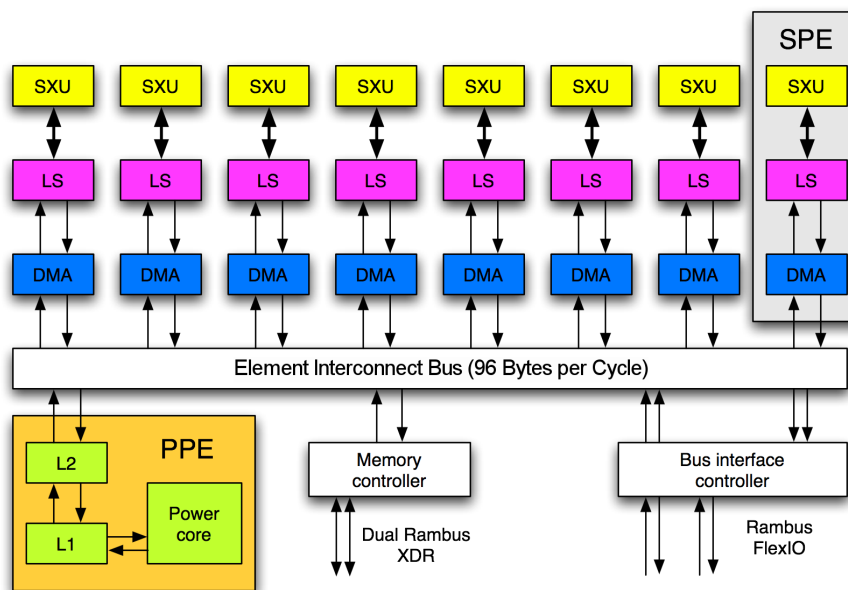 SPE
SXU SXU SXU SXU SXU SXU SXU SXU
LS LS LS LS LS LS LS LS
DMA DMA DMA DMA DMA DMA DMA DMA
Element Interconnect Bus (96 Bytes per Cycle)
PPE
L2
L1
Power
core
Memory
controller
Dual Rambus
XDR
Bus interface
controller
Rambus
FlexIO